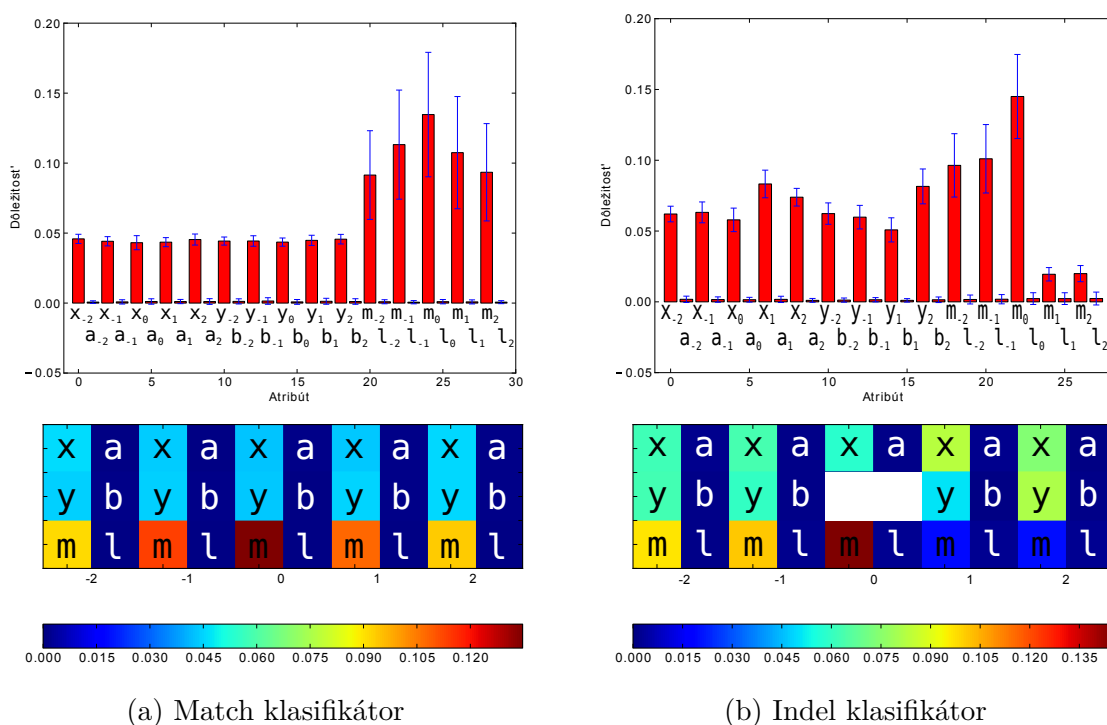 0.20
0.15
0.10
0.05
0.00
−0.05
Dôležitosť
x₋₂ x₋₁ x₀ x₁ x₂ y₋₂ y₋₁ y₀ y₁ y₂ m₋₂ m₋₁ m₀ m₁ m₂
a₋₂ a₋₁ a₀ a₁ a₂ b₋₂ b₋₁ b₀ b₁ b₂ l₋₂ l₋₁ l₀ l₁ l₂
0 5 10 15 20 25 30
Atribút
x a x a x a x a x a
y b y b y b y b y b
m l m l m l m l m l
-2 -1 0 1 2
0.000 0.015 0.030 0.045 0.060 0.075 0.090 0.105 0.120
(a) Match klasifikátor
0.20
0.15
0.10
0.05
0.00
−0.05
Dôležitosť
x₋₂ x₋₁ x₀ x₁ x₂ y₋₂ y₋₁ y₁ y₂ m₋₂ m₋₁ m₀ m₁ m₂
a₋₂ a₋₁ a₀ a₁ a₂ b₋₂ b₋₁ b₁ b₂ l₋₂ l₋₁ l₀ l₁ l₂
0 5 10 15 20 25
Atribút
x a x a x a x a x a
y b y b y b y b
m l m l m l m l m l
-2 -1 0 1 2
0.000 0.015 0.030 0.045 0.060 0.075 0.090 0.105 0.120 0.135
(b) Indel klasifikátor